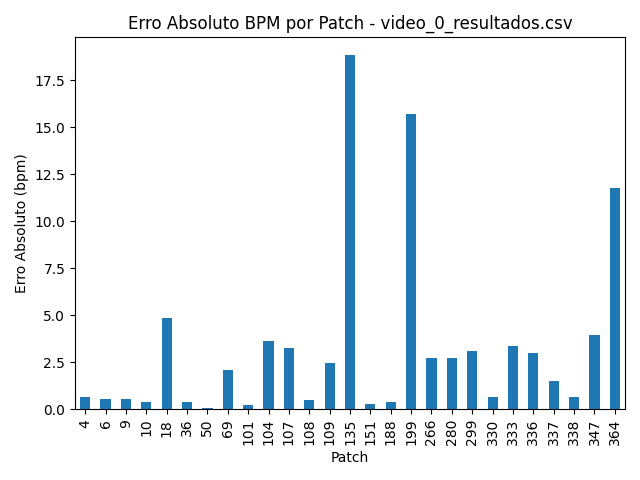 Erro Absoluto BPM por Patch - video_0_resultados.csv
Erro Absoluto (bpm)
17.5
15.0
12.5
10.0
7.5
5.0
2.5
0.0
4 6 9 10 18 36 50 69 101 104 107 108 109 135 151 188 199 266 280 299 330 333 336 337 338 347 364
Patch